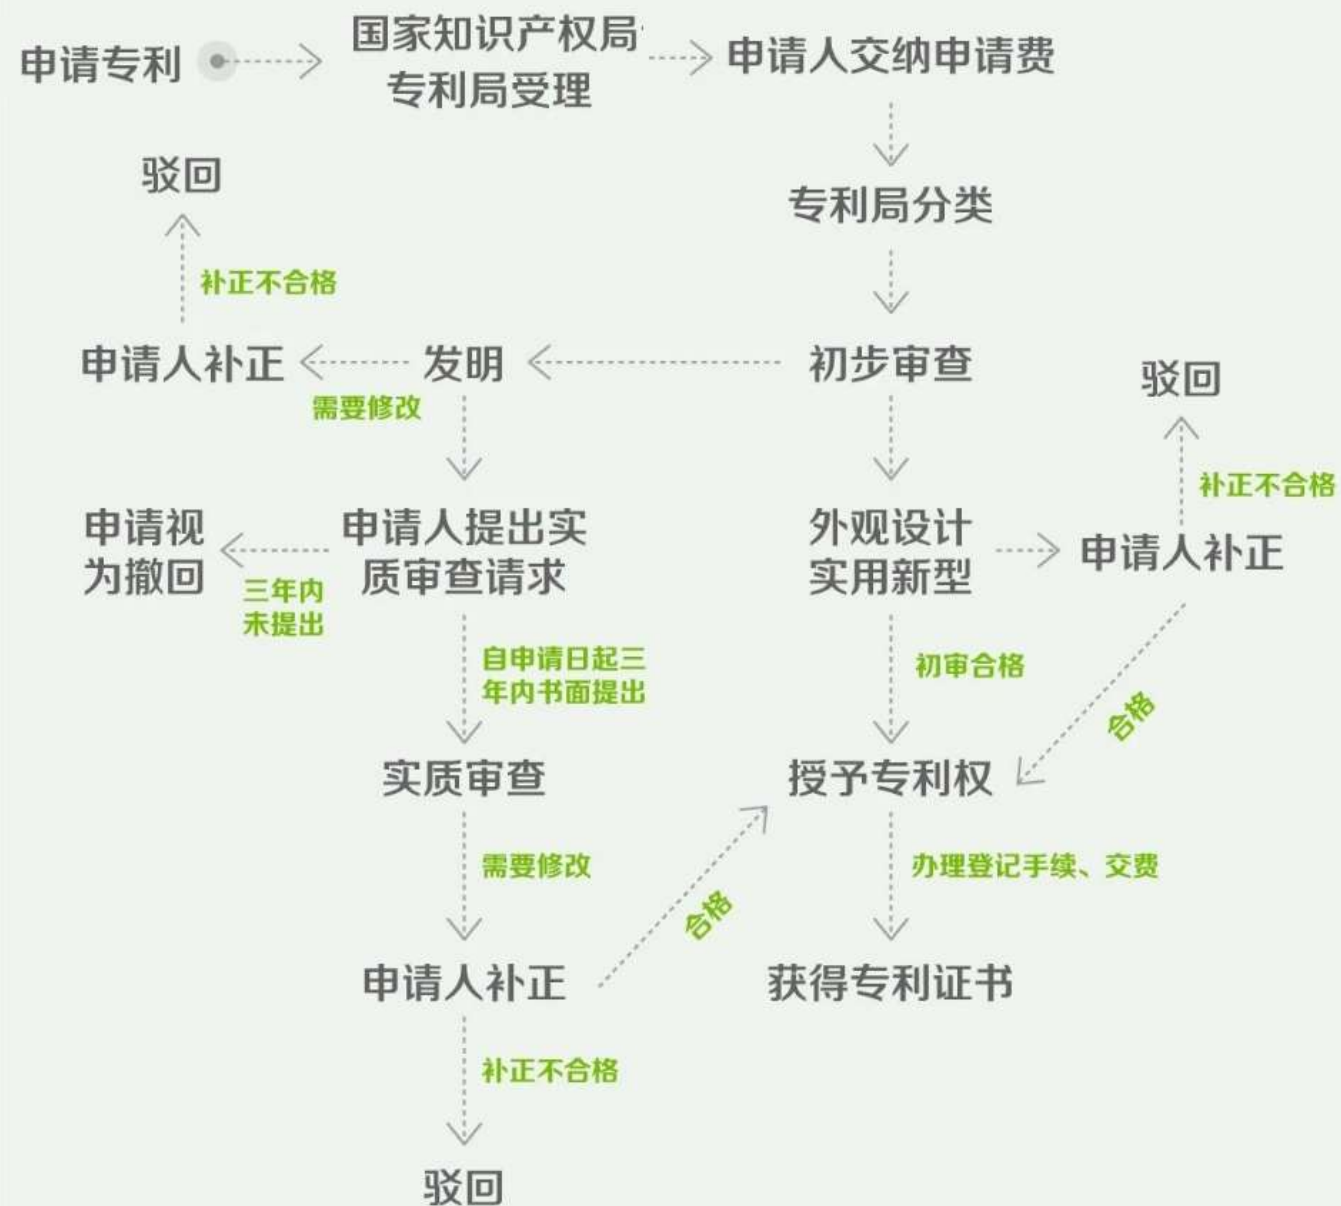 申请专利
国家知识产权局
专利局受理
申请人交纳申请费
驳回
专利局分类
补正不合格
申请人补正
发明
初步审查
驳回
需要修改
补正不合格
申请视
为撤回
申请人提出实
质审查请求
外观设计
实用新型
申请人补正
三年内
未提出
自申请日起三
年内书面提出
初审合格
合格
实质审查
授予专利权
需要修改
合格
办理登记手续、交费
申请人补正
获得专利证书
补正不合格
驳回